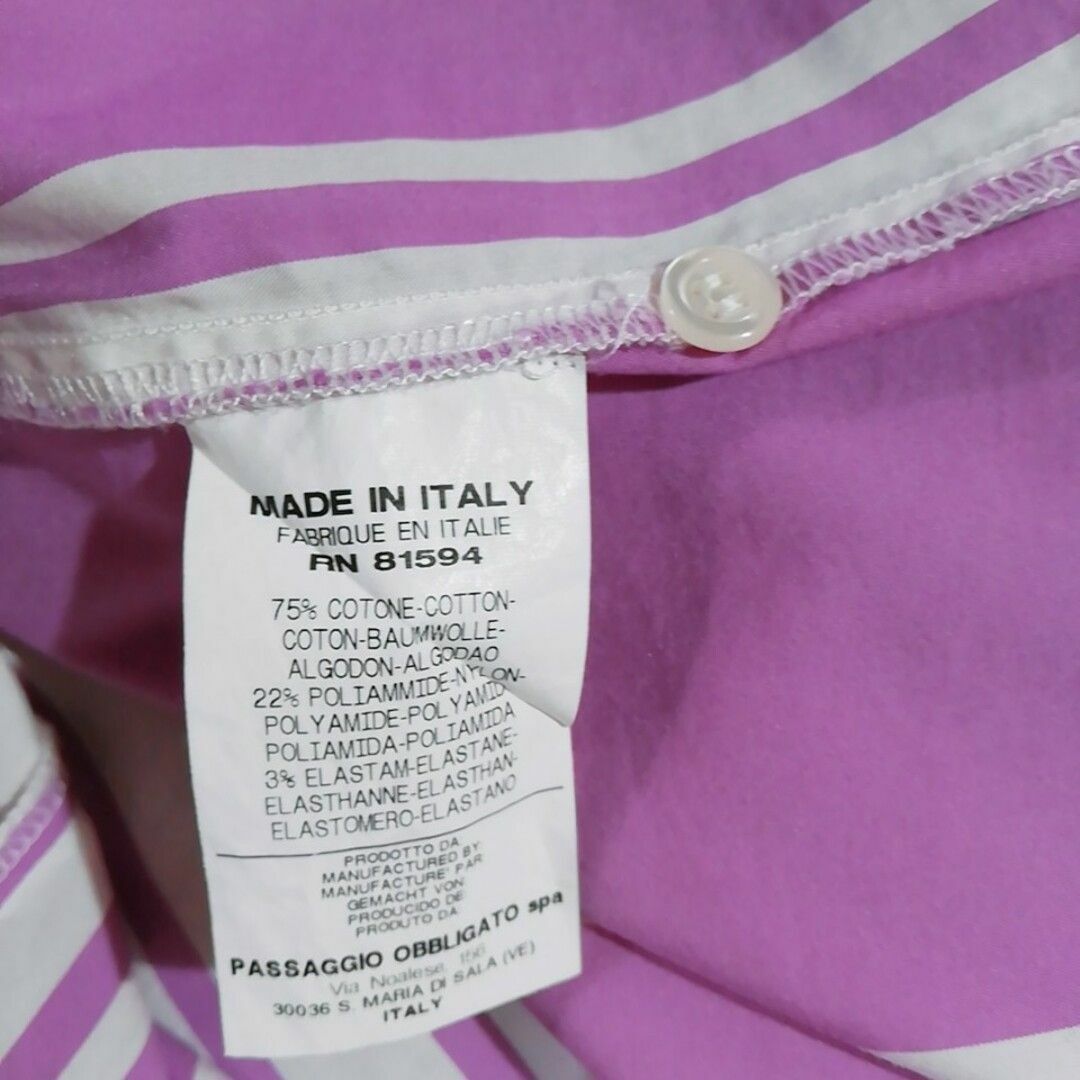 MADE IN ITALY
FABRIQUE EN ITALIE
RN 81594
75% COTONE-COTTON-
COTON-BAUMWOLLE-
ALGODON-ALGODAO
22% POLIAMMIDE-NYLON-
POLYAMIDE-POLYAMID
POLIAMIDA-POLIAMIDA
3% ELASTAM-ELASTANE-
ELASTHANNE-ELASTHAN-
ELASTOMERO-ELASTANO
PRODOTTO DA
MANUFACTURED BY
MANUFACTURE' PAR
GEMACHT VON
PRODUCIDO DE
PRODUTO DA
PASSAGGIO OBBLIGATO spa
Via Noalese, 156
30036 S. MARIA DI SALA (VE)
ITALY